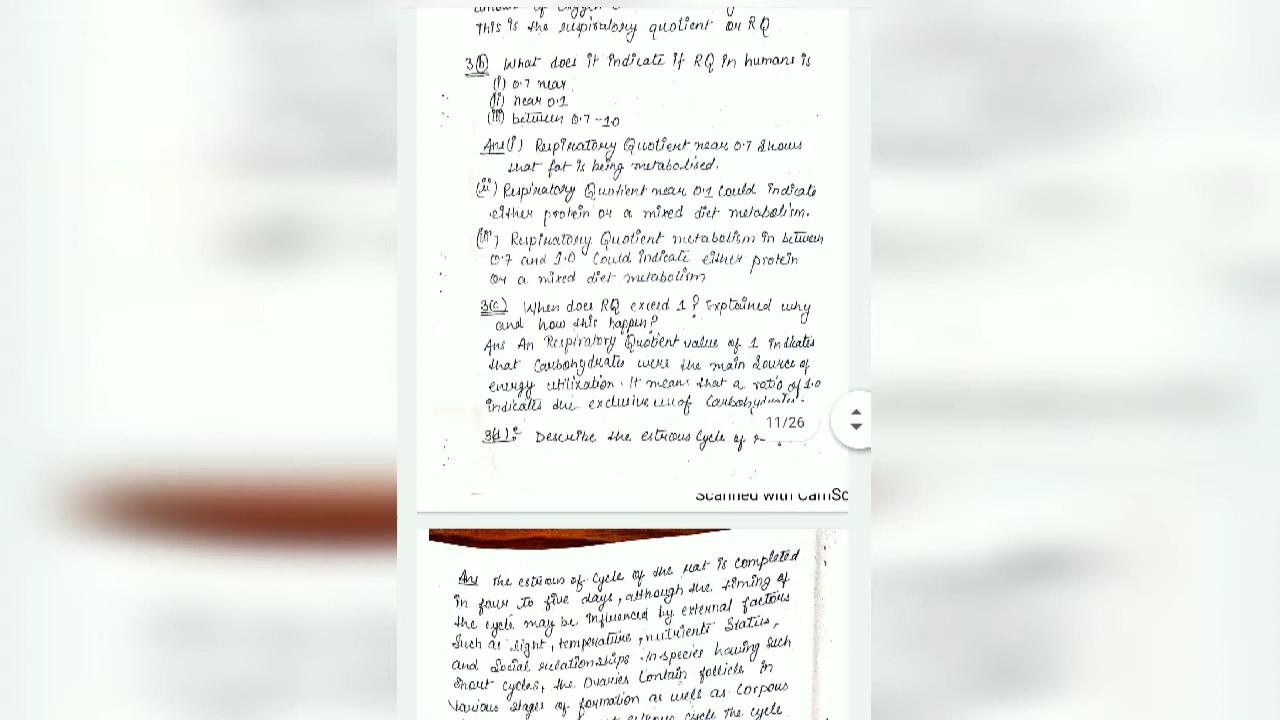 This is the respiratory quotient or RQ
3(b) What does it indicate if RQ in humans is
(i) 0.7 near
(ii) near 0.1
(iii) between 0.7-1.0
Ans(i) Respiratory Quotient near 0.7 shows
that fat is being metabolised.
(ii) Respiratory Quotient near 0.1 Could indicate
either protein or a mixed diet metabolism.
(iii) Respiratory Quotient metabolism in between
0.7 and 1.0 Could indicate either protein
or a mixed diet metabolism
3(c) When does RQ exceed 1? Explained why
and how this happen?
Ans An Respiratory Quotient value of 1 indicates
that Carbohydrates were the main source of
energy utilization. It means that a ratio of 1.0
indicates the exclusive use of Carbohydrates.
11/26
3(d) Describe the estrous Cycle of
Scanned with CamSc
Ans The estrous of Cycle of the rat is completed
in four to five days, although the timing of
the cycle may be influenced by external factors
such as light, temperature, nutrients status,
and social relationships. In species having such
short cycles, the Ovaries Contain follicls in
various stages of formation as well as Corpous
estrous cycle the cycle